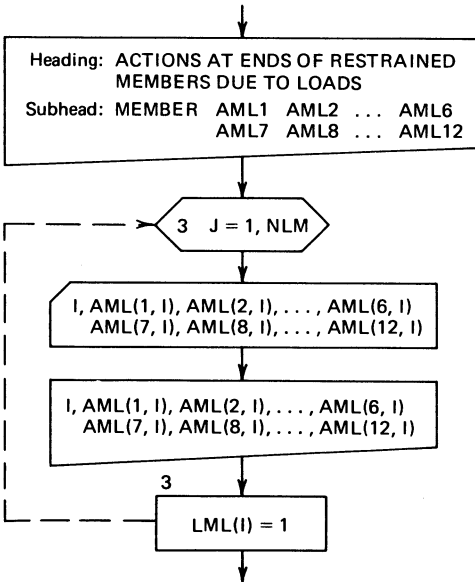 Heading: ACTIONS AT ENDS OF RESTRAINED
MEMBERS DUE TO LOADS
Subhead: MEMBER AML1 AML2 ... AML6
AML7 AML8 ... AML12
3 J = 1, NLM
I, AML(1, I), AML(2, I), . . . , AML(6, I)
AML(7, I), AML(8, I), . . . , AML(12, I)
I, AML(1, I), AML(2, I), . . . , AML(6, I)
AML(7, I), AML(8, I), . . . , AML(12, I)
3
LML(I) = 1